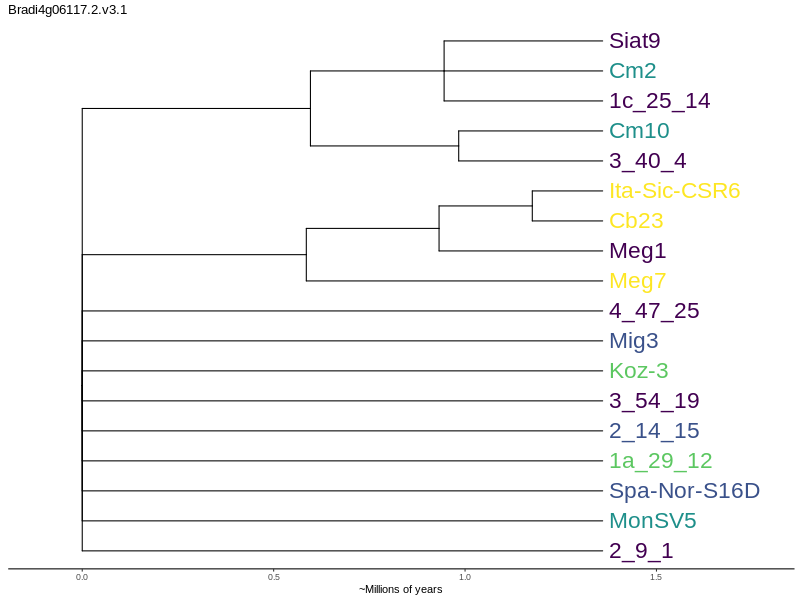 Bradi4g06117.2.v3.1
Siat9
Cm2
1c_25_14
Cm10
3_40_4
Ita-Sic-CSR6
Cb23
Meg1
Meg7
4_47_25
Mig3
Koz-3
3_54_19
2_14_15
1a_29_12
Spa-Nor-S16D
MonSV5
2_9_1
0.0 0.5 1.0 1.5
~Millions of years